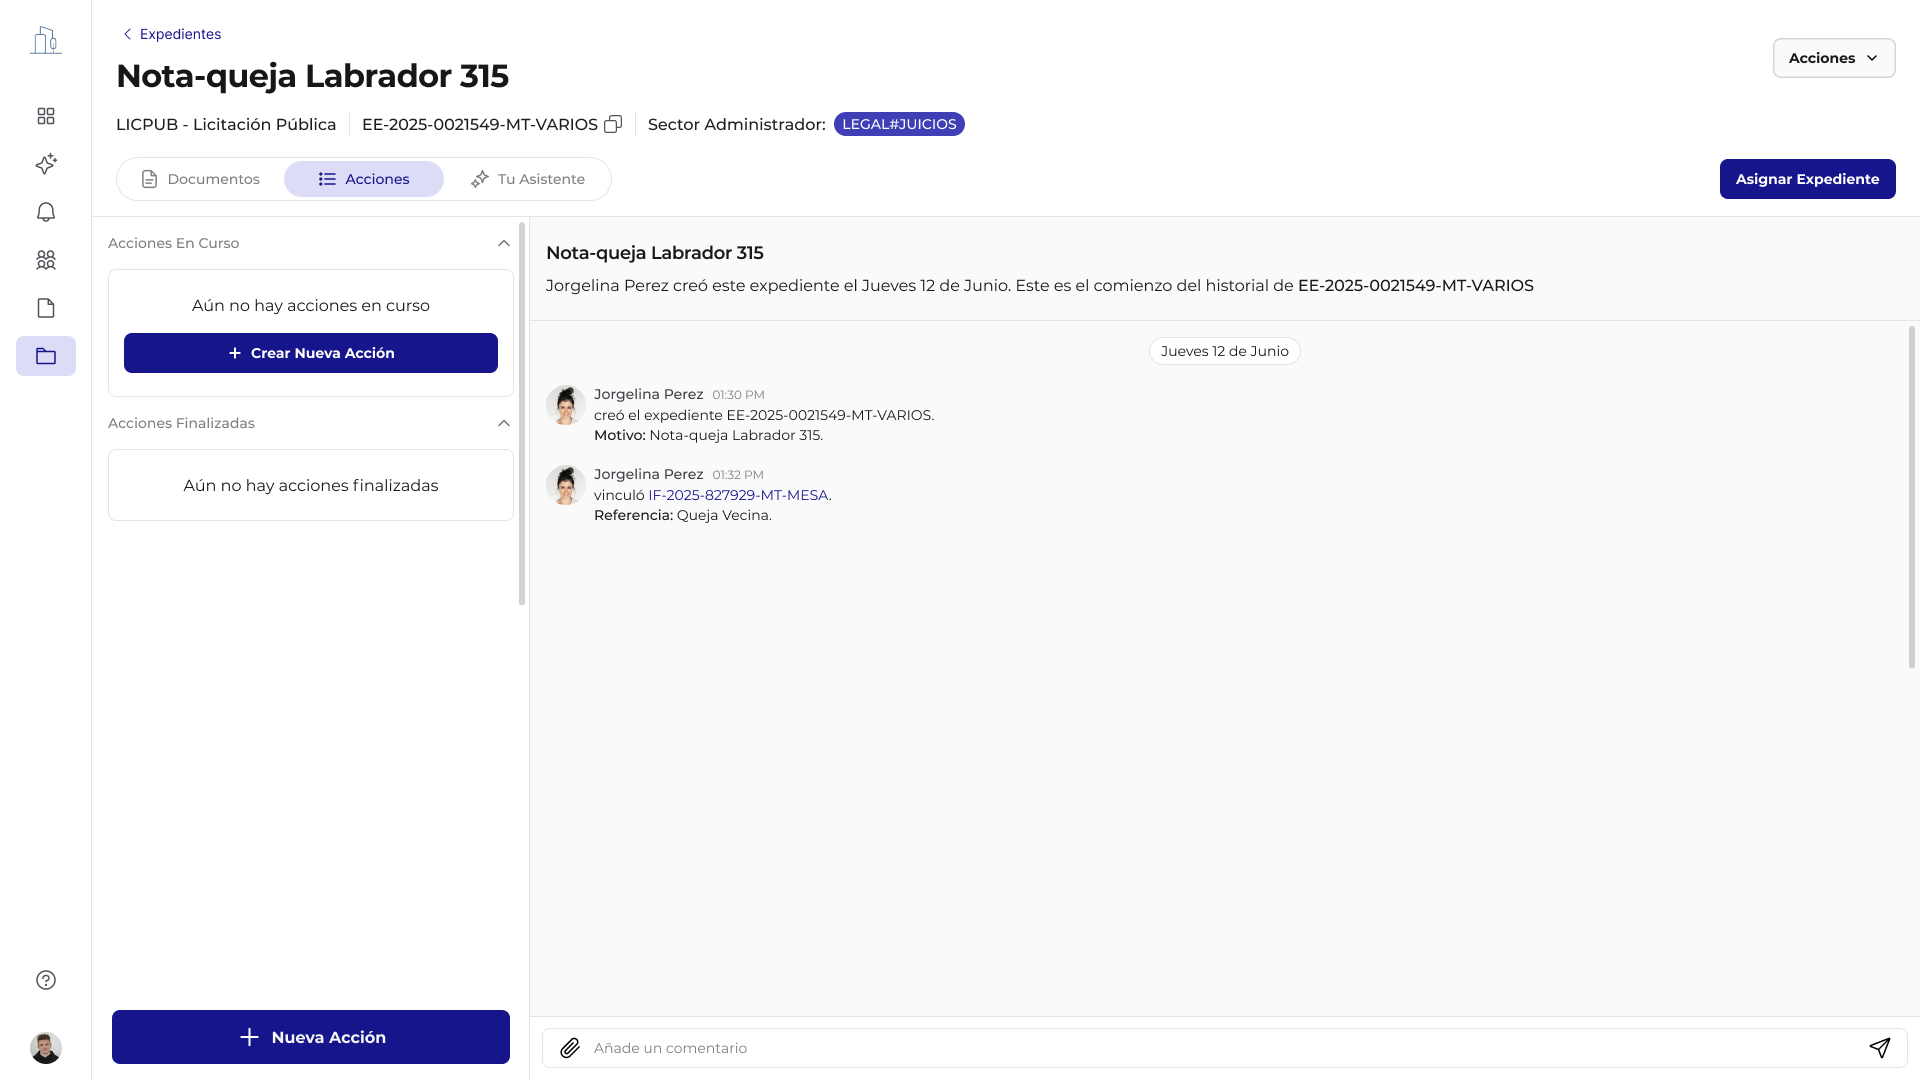 Expedientes
Nota-queja Labrador 315
Acciones
LICPUB - Licitación Pública
EE-2025-0021549-MT-VARIOS
Sector Administrador: LEGAL#JUICIOS
Documentos
Acciones
Tu Asistente
Asignar Expediente
Acciones En Curso
Aún no hay acciones en curso
+ Crear Nueva Acción
Acciones Finalizadas
Aún no hay acciones finalizadas
+ Nueva Acción
Nota-queja Labrador 315
Jorgelina Perez creó este expediente el Jueves 12 de Junio. Este es el comienzo del historial de EE-2025-0021549-MT-VARIOS
Jueves 12 de Junio
Jorgelina Perez 01:30 PM
creó el expediente EE-2025-0021549-MT-VARIOS.
Motivo: Nota-queja Labrador 315.
Jorgelina Perez 01:32 PM
vinculó IF-2025-827929-MT-MESA.
Referencia: Queja Vecina.
Añade un comentario